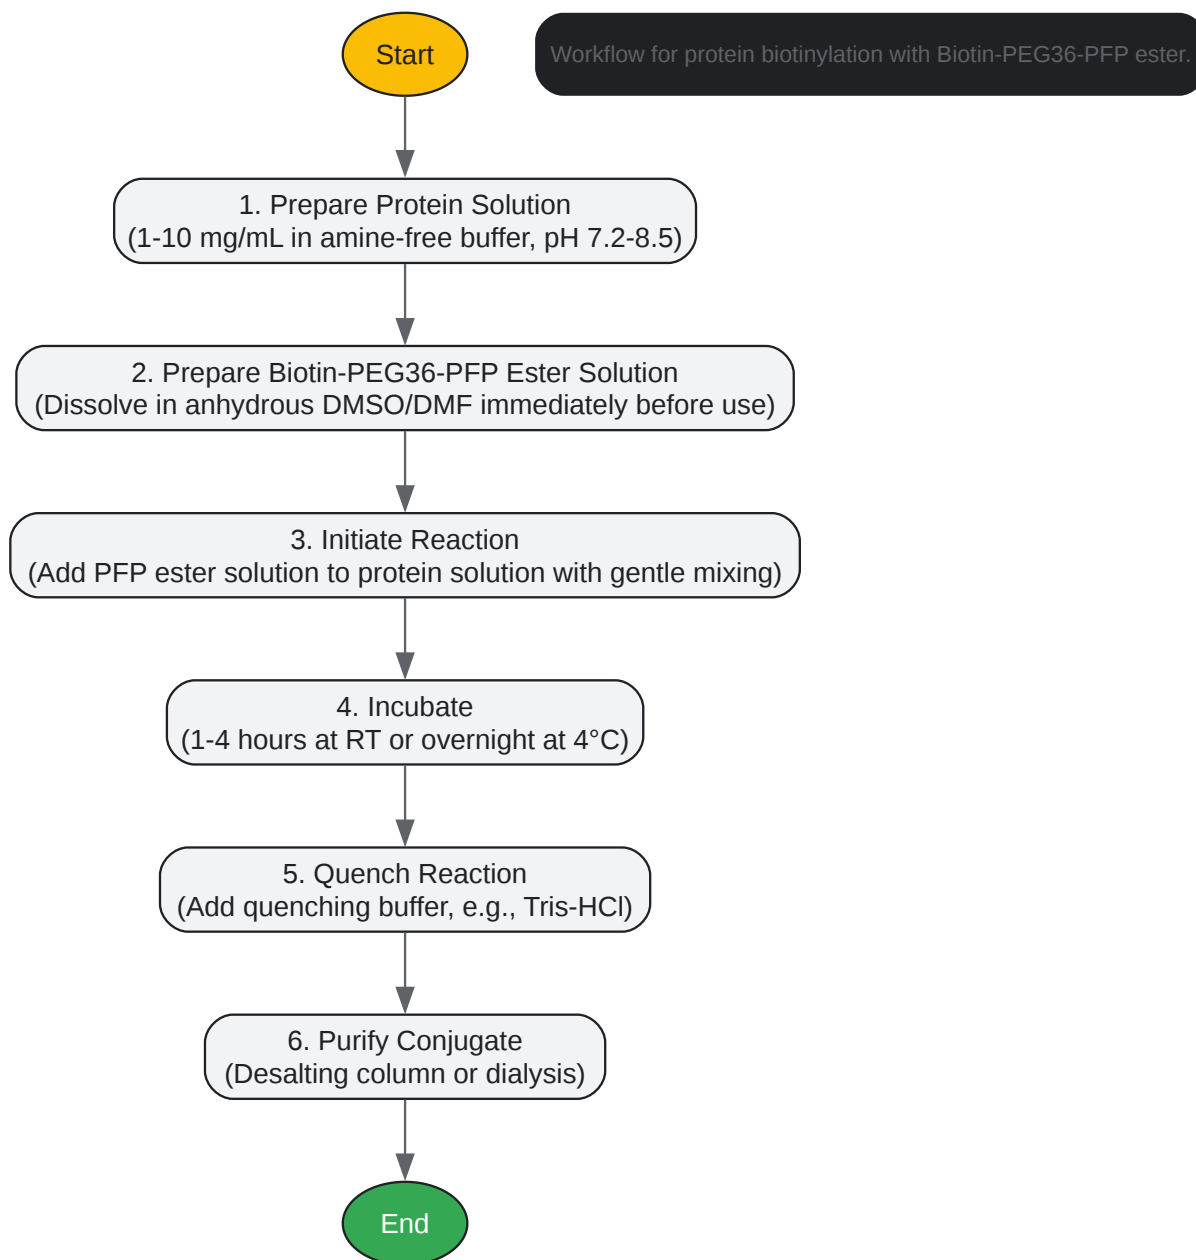 Start
Workflow for protein biotinylation with Biotin-PEG36-PFP ester.
1. Prepare Protein Solution
(1-10 mg/mL in amine-free buffer, pH 7.2-8.5)
2. Prepare Biotin-PEG36-PFP Ester Solution
(Dissolve in anhydrous DMSO/DMF immediately before use)
3. Initiate Reaction
(Add PFP ester solution to protein solution with gentle mixing)
4. Incubate
(1-4 hours at RT or overnight at 4°C)
5. Quench Reaction
(Add quenching buffer, e.g., Tris-HCl)
6. Purify Conjugate
(Desalting column or dialysis)
End